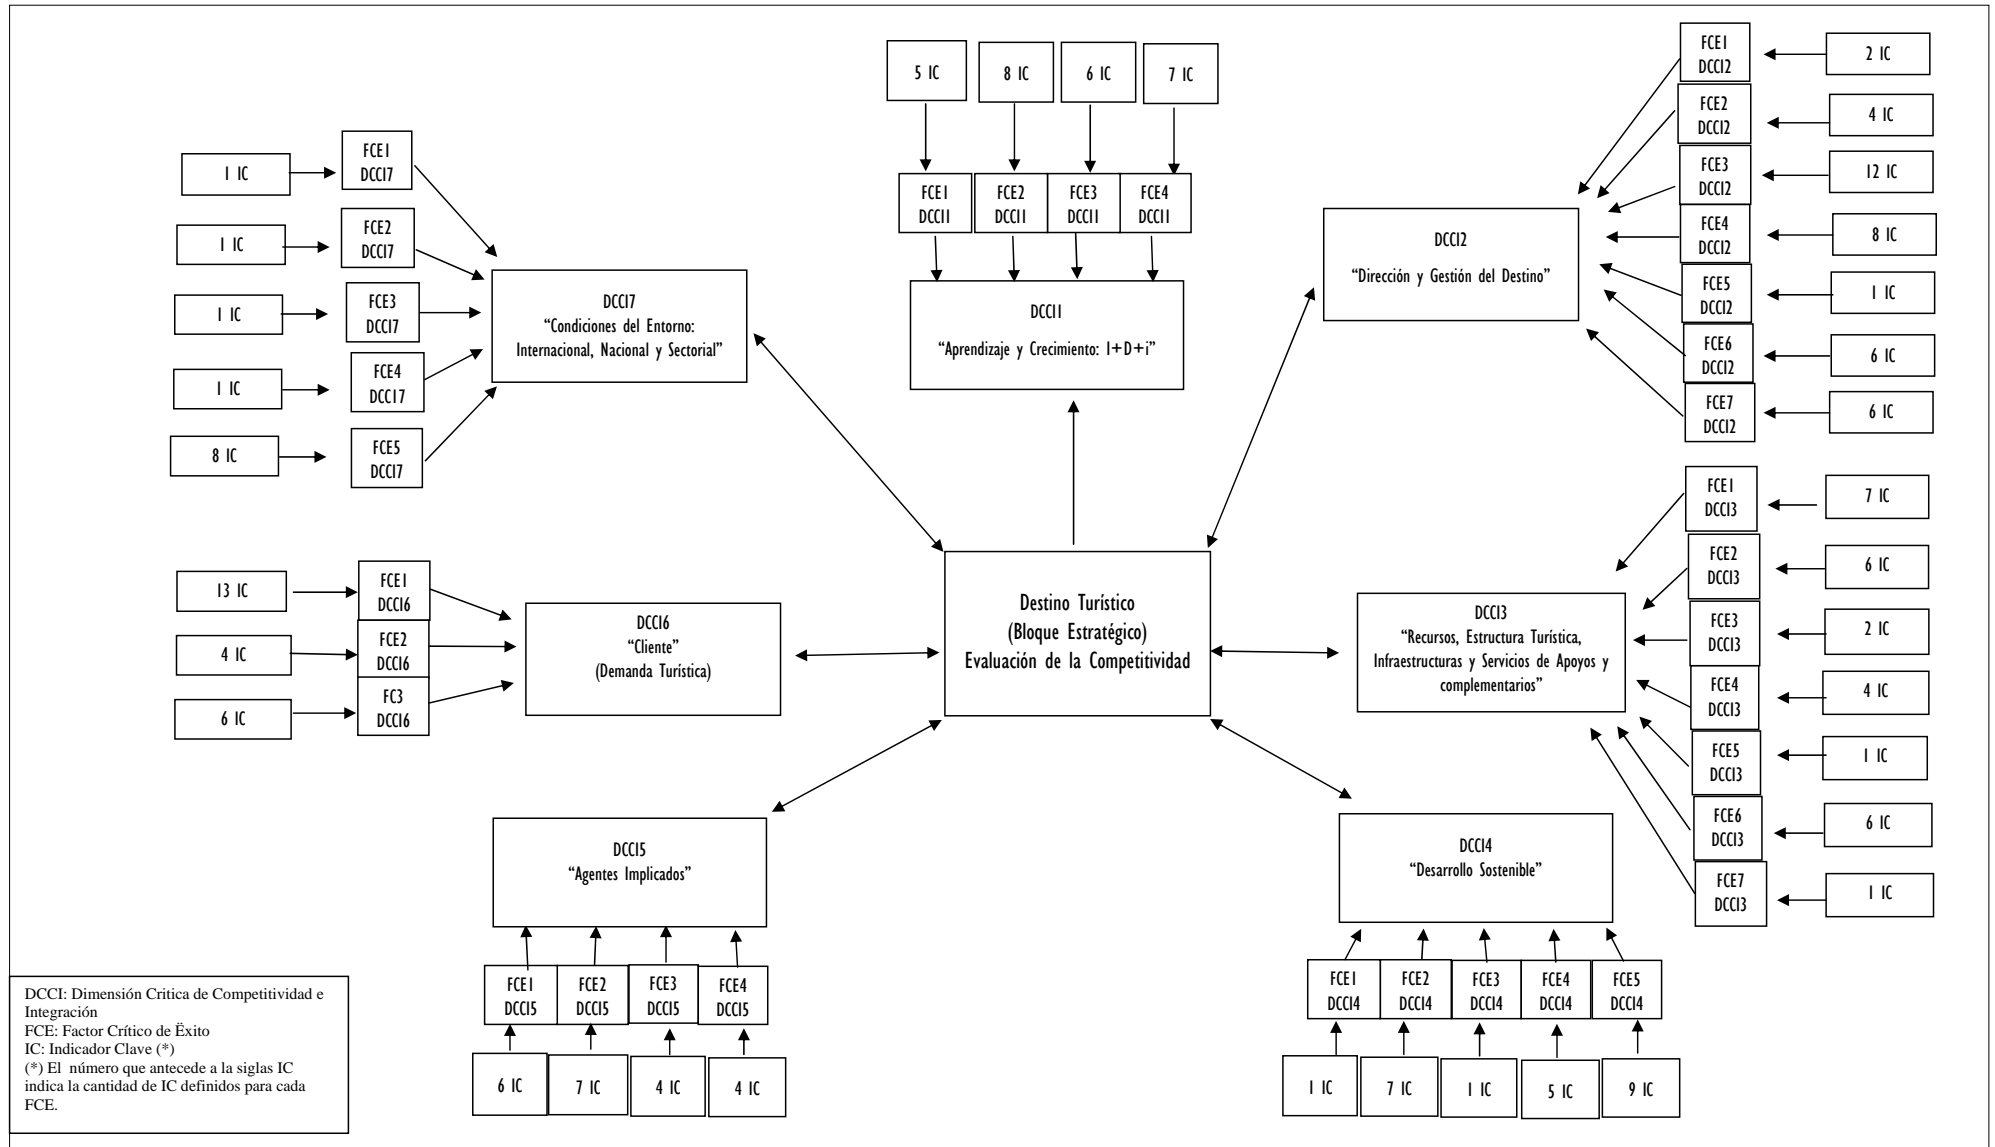 5 IC
8 IC
6 IC
7 IC
FCE1
DCCI1
FCE2
DCCI1
FCE3
DCCI1
FCE4
DCCI1
DCCI1
“Aprendizaje y Crecimiento: I+D+i”
FCE1
DCCI2
2 IC
FCE2
DCCI2
4 IC
FCE3
DCCI2
12 IC
FCE4
DCCI2
8 IC
FCE5
DCCI2
1 IC
FCE6
DCCI2
6 IC
FCE7
DCCI2
6 IC
DCCI2
“Dirección y Gestión del Destino”
1 IC
FCE1
DCCI7
1 IC
FCE2
DCCI7
1 IC
FCE3
DCCI7
1 IC
FCE4
DCCI7
8 IC
FCE5
DCCI7
DCCI7
“Condiciones del Entorno:
Internacional, Nacional y Sectorial”
13 IC
FCE1
DCCI6
4 IC
FCE2
DCCI6
6 IC
FC3
DCCI6
DCCI6
“Cliente”
(Demanda Turística)
Destino Turístico
(Bloque Estratégico)
Evaluación de la Competitividad
DCCI3
“Recursos, Estructura Turística,
Infraestructuras y Servicios de Apoyos y
complementarios”
FCE1
DCCI3
7 IC
FCE2
DCCI3
6 IC
FCE3
DCCI3
2 IC
FCE4
DCCI3
4 IC
FCE5
DCCI3
1 IC
FCE6
DCCI3
6 IC
FCE7
DCCI3
1 IC
DCCI5
“Agentes Implicados”
FCE1
DCCI5
FCE2
DCCI5
FCE3
DCCI5
FCE4
DCCI5
6 IC
7 IC
4 IC
4 IC
DCCI4
“Desarrollo Sostenible”
FCE1
DCCI4
FCE2
DCCI4
FCE3
DCCI4
FCE4
DCCI4
FCE5
DCCI4
1 IC
7 IC
1 IC
5 IC
9 IC
DCCI: Dimensión Critica de Competitividad e
Integración
FCE: Factor Crítico de Ëxito
IC: Indicador Clave (*)
(*) El número que antecede a la siglas IC
indica la cantidad de IC definidos para cada
FCE.